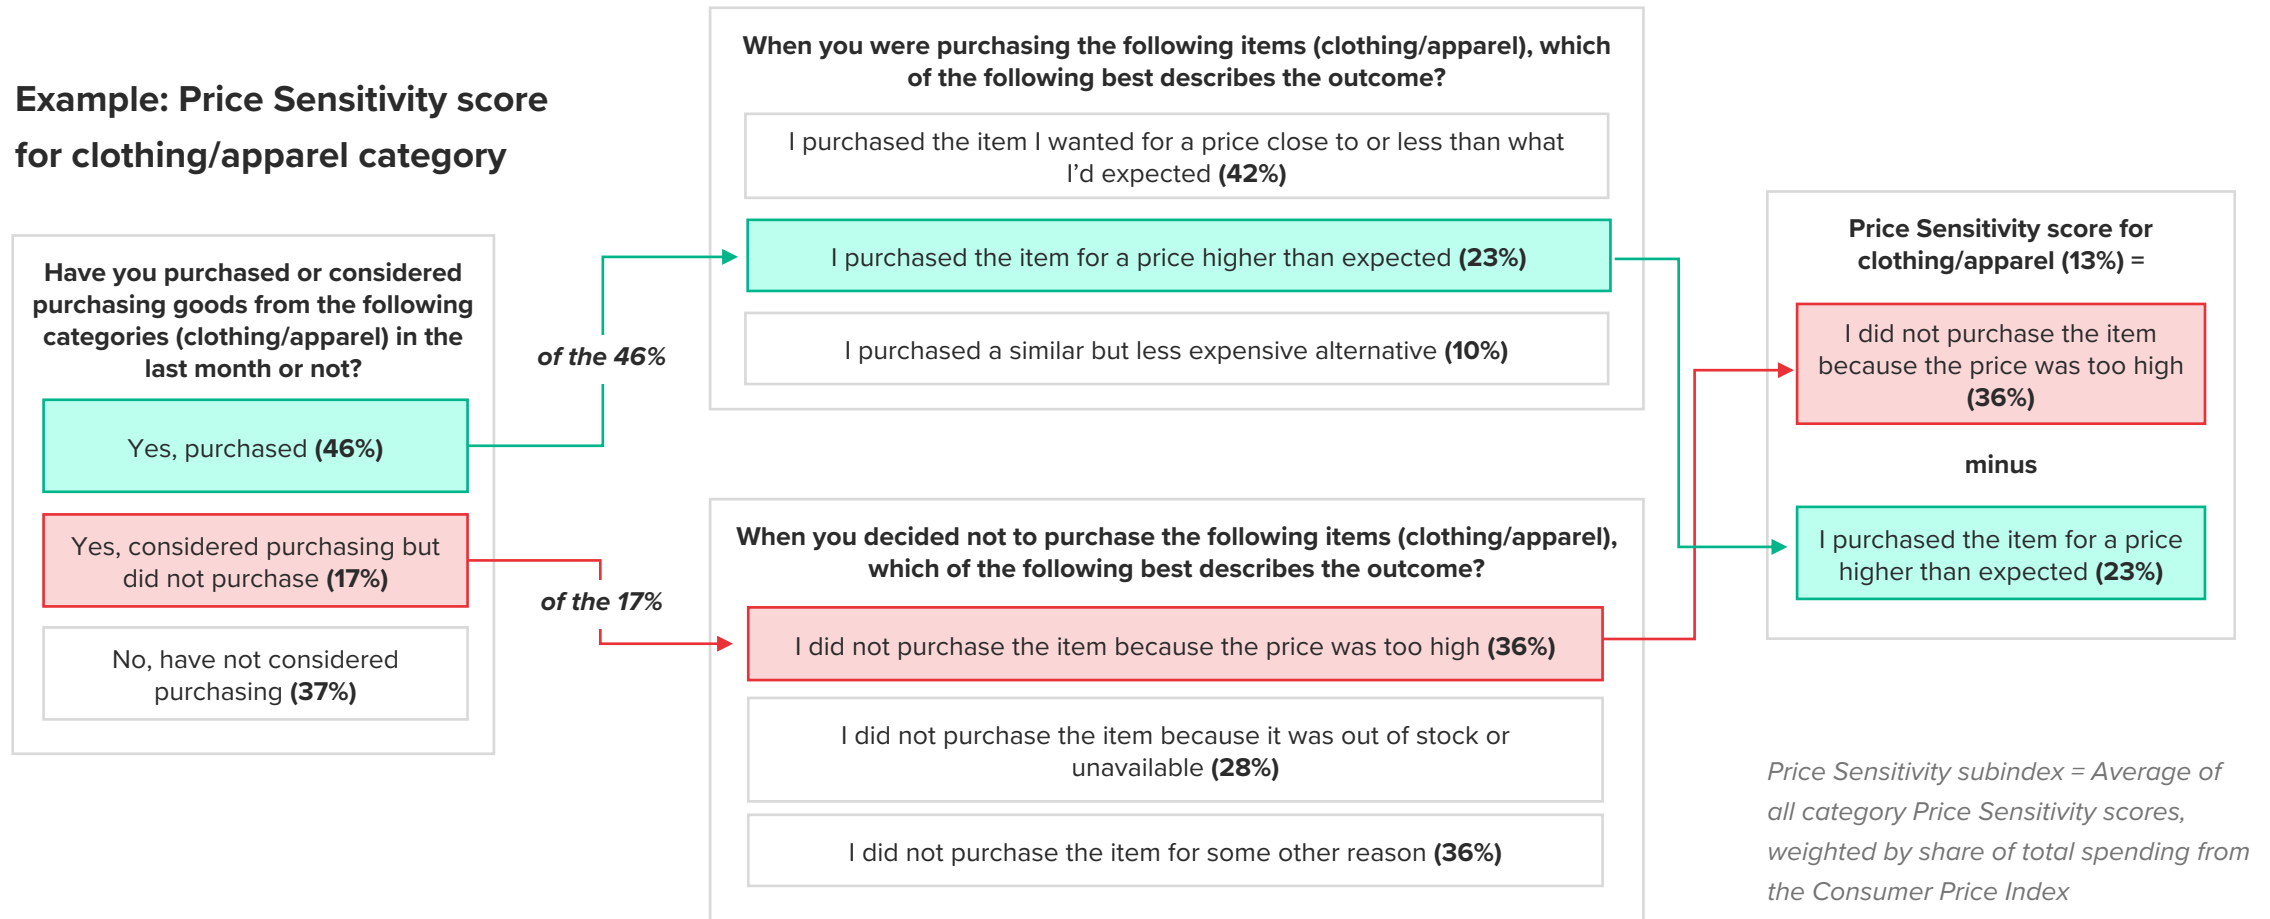 Example: Price Sensitivity score
for clothing/apparel category
Have you purchased or considered
purchasing goods from the following
categories (clothing/apparel) in the
last month or not?
Yes, purchased (46%)
Yes, considered purchasing but
did not purchase (17%)
No, have not considered
purchasing (37%)
of the 46%
of the 17%
When you were purchasing the following items (clothing/apparel), which
of the following best describes the outcome?
I purchased the item I wanted for a price close to or less than what
I’d expected (42%)
I purchased the item for a price higher than expected (23%)
I purchased a similar but less expensive alternative (10%)
When you decided not to purchase the following items (clothing/apparel),
which of the following best describes the outcome?
I did not purchase the item because the price was too high (36%)
I did not purchase the item because it was out of stock or
unavailable (28%)
I did not purchase the item for some other reason (36%)
Price Sensitivity score for
clothing/apparel (13%) =
I did not purchase the item
because the price was too high
(36%)
minus
I purchased the item for a price
higher than expected (23%)
Price Sensitivity subindex = Average of
all category Price Sensitivity scores,
weighted by share of total spending from
the Consumer Price Index